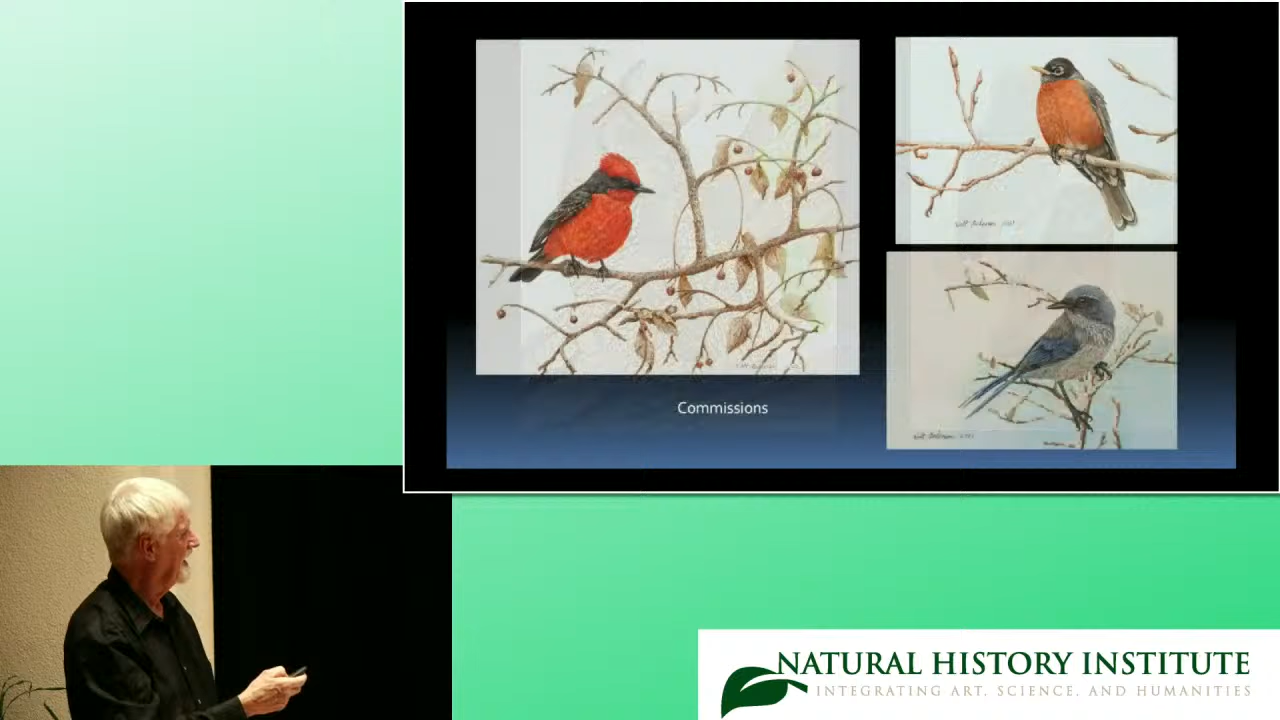 Commissions
NATURAL HISTORY INSTITUTE
INTEGRATING ART, SCIENCE, AND HUMANITIES